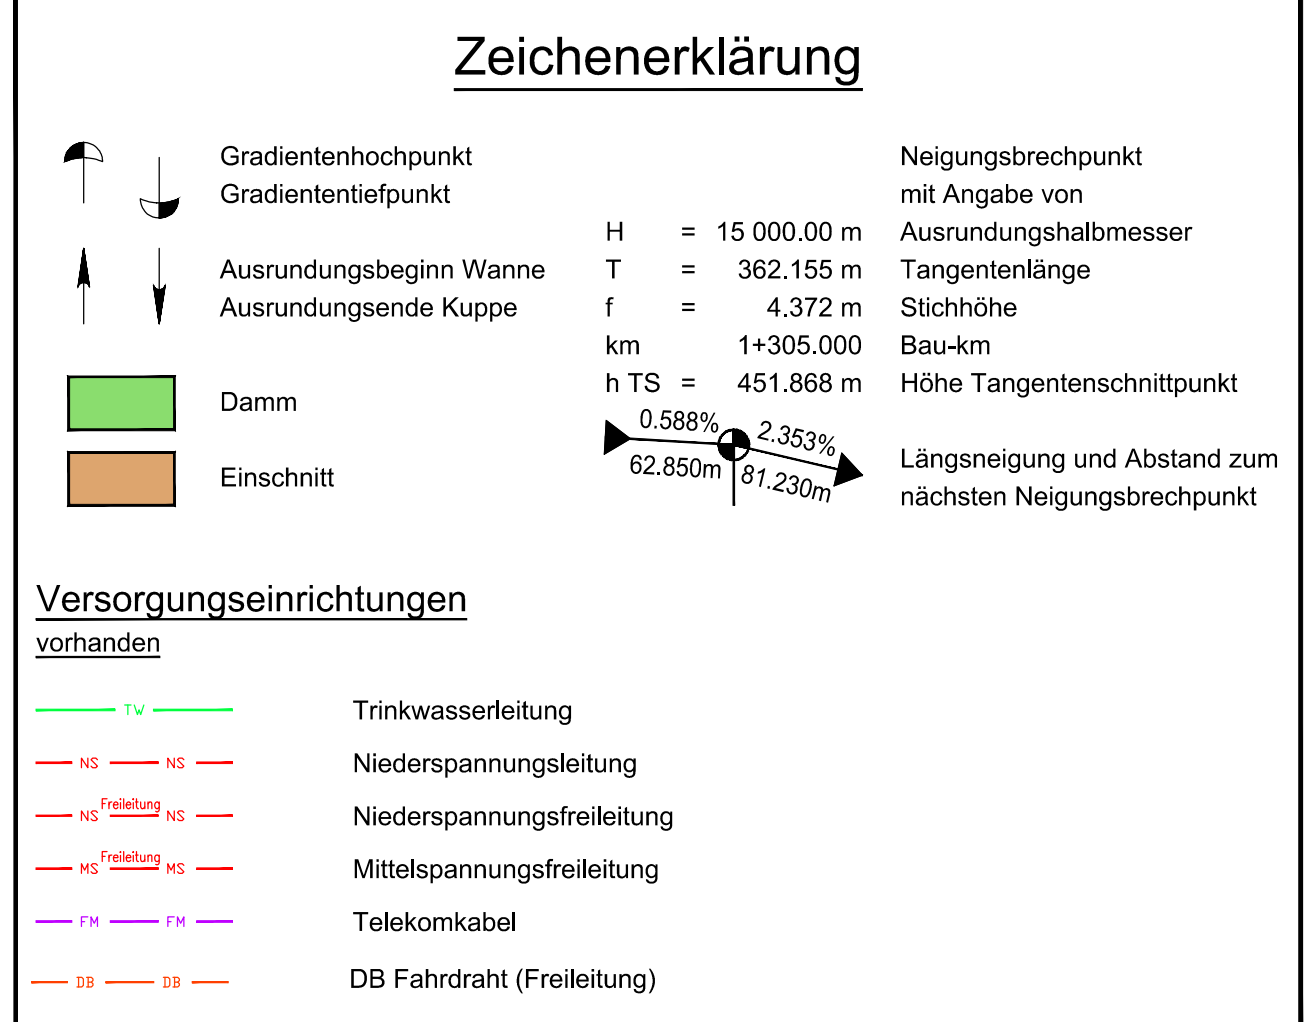 Zeichenerklärung
Gradientenhochpunkt
Gradiententiefpunkt
Ausrundungsbeginn Wanne
Ausrundungsende Kuppe
Damm
Einschnitt
Neigungsbrechpunkt
mit Angabe von
H = 15 000.00 m Ausrundungshalbmesser
T = 362.155 m Tangentenlänge
f = 4.372 m Stichhöhe
km 1+305.000 Bau-km
h TS = 451.868 m Höhe Tangentenschnittpunkt
0.588% 2.353%
62.850m 81.230m
Längsneigung und Abstand zum
nächsten Neigungsbrechpunkt
Versorgungseinrichtungen
vorhanden
TW Trinkwasserleitung
NS NS Niederspannungsleitung
Freileitung
NS NS Niederspannungsfreileitung
Freileitung
MS MS Mittelspannungsfreileitung
FM FM Telekomkabel
DB DB DB Fahrdraht (Freileitung)